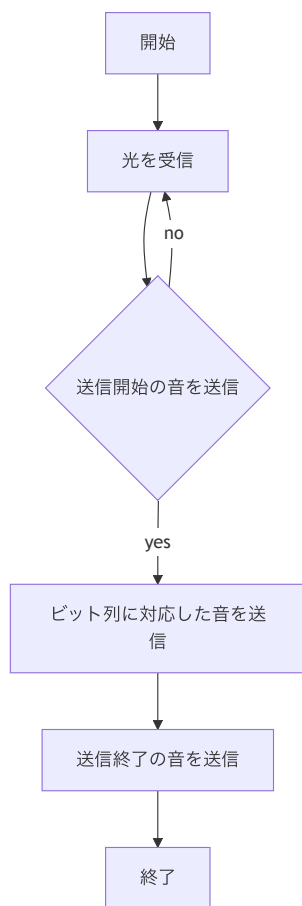 開始
光を受信
no
送信開始の音を送信
yes
ビット列に対応した音を送
信
送信終了の音を送信
終了